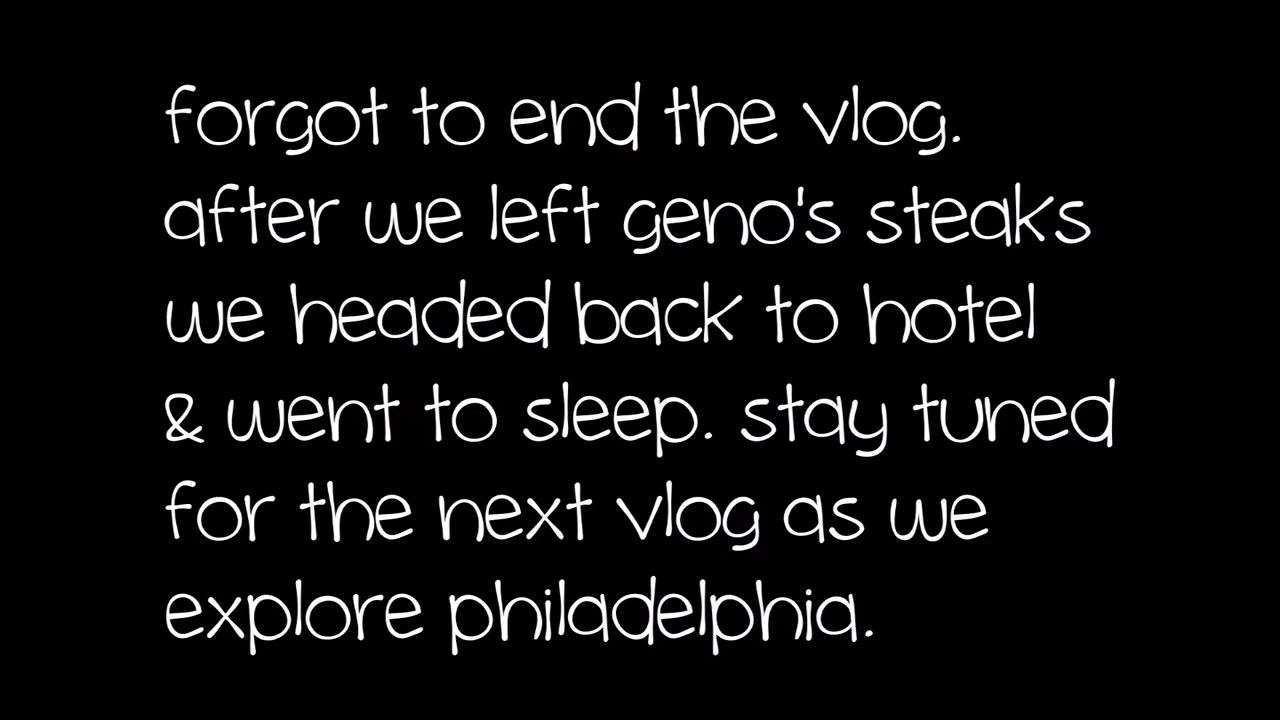 forgot to end the vlog.
after we left geno's steaks
we headed back to hotel
& went to sleep. stay tuned
for the next vlog as we
explore philadelphia.